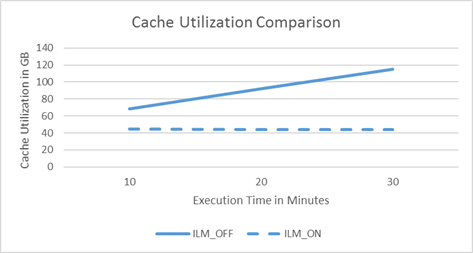 Cache Utilization Comparison
Cache Utilization in GB
140
120
100
80
60
40
20
0
10 20 30
Execution Time in Minutes
ILM_OFF ILM_ON